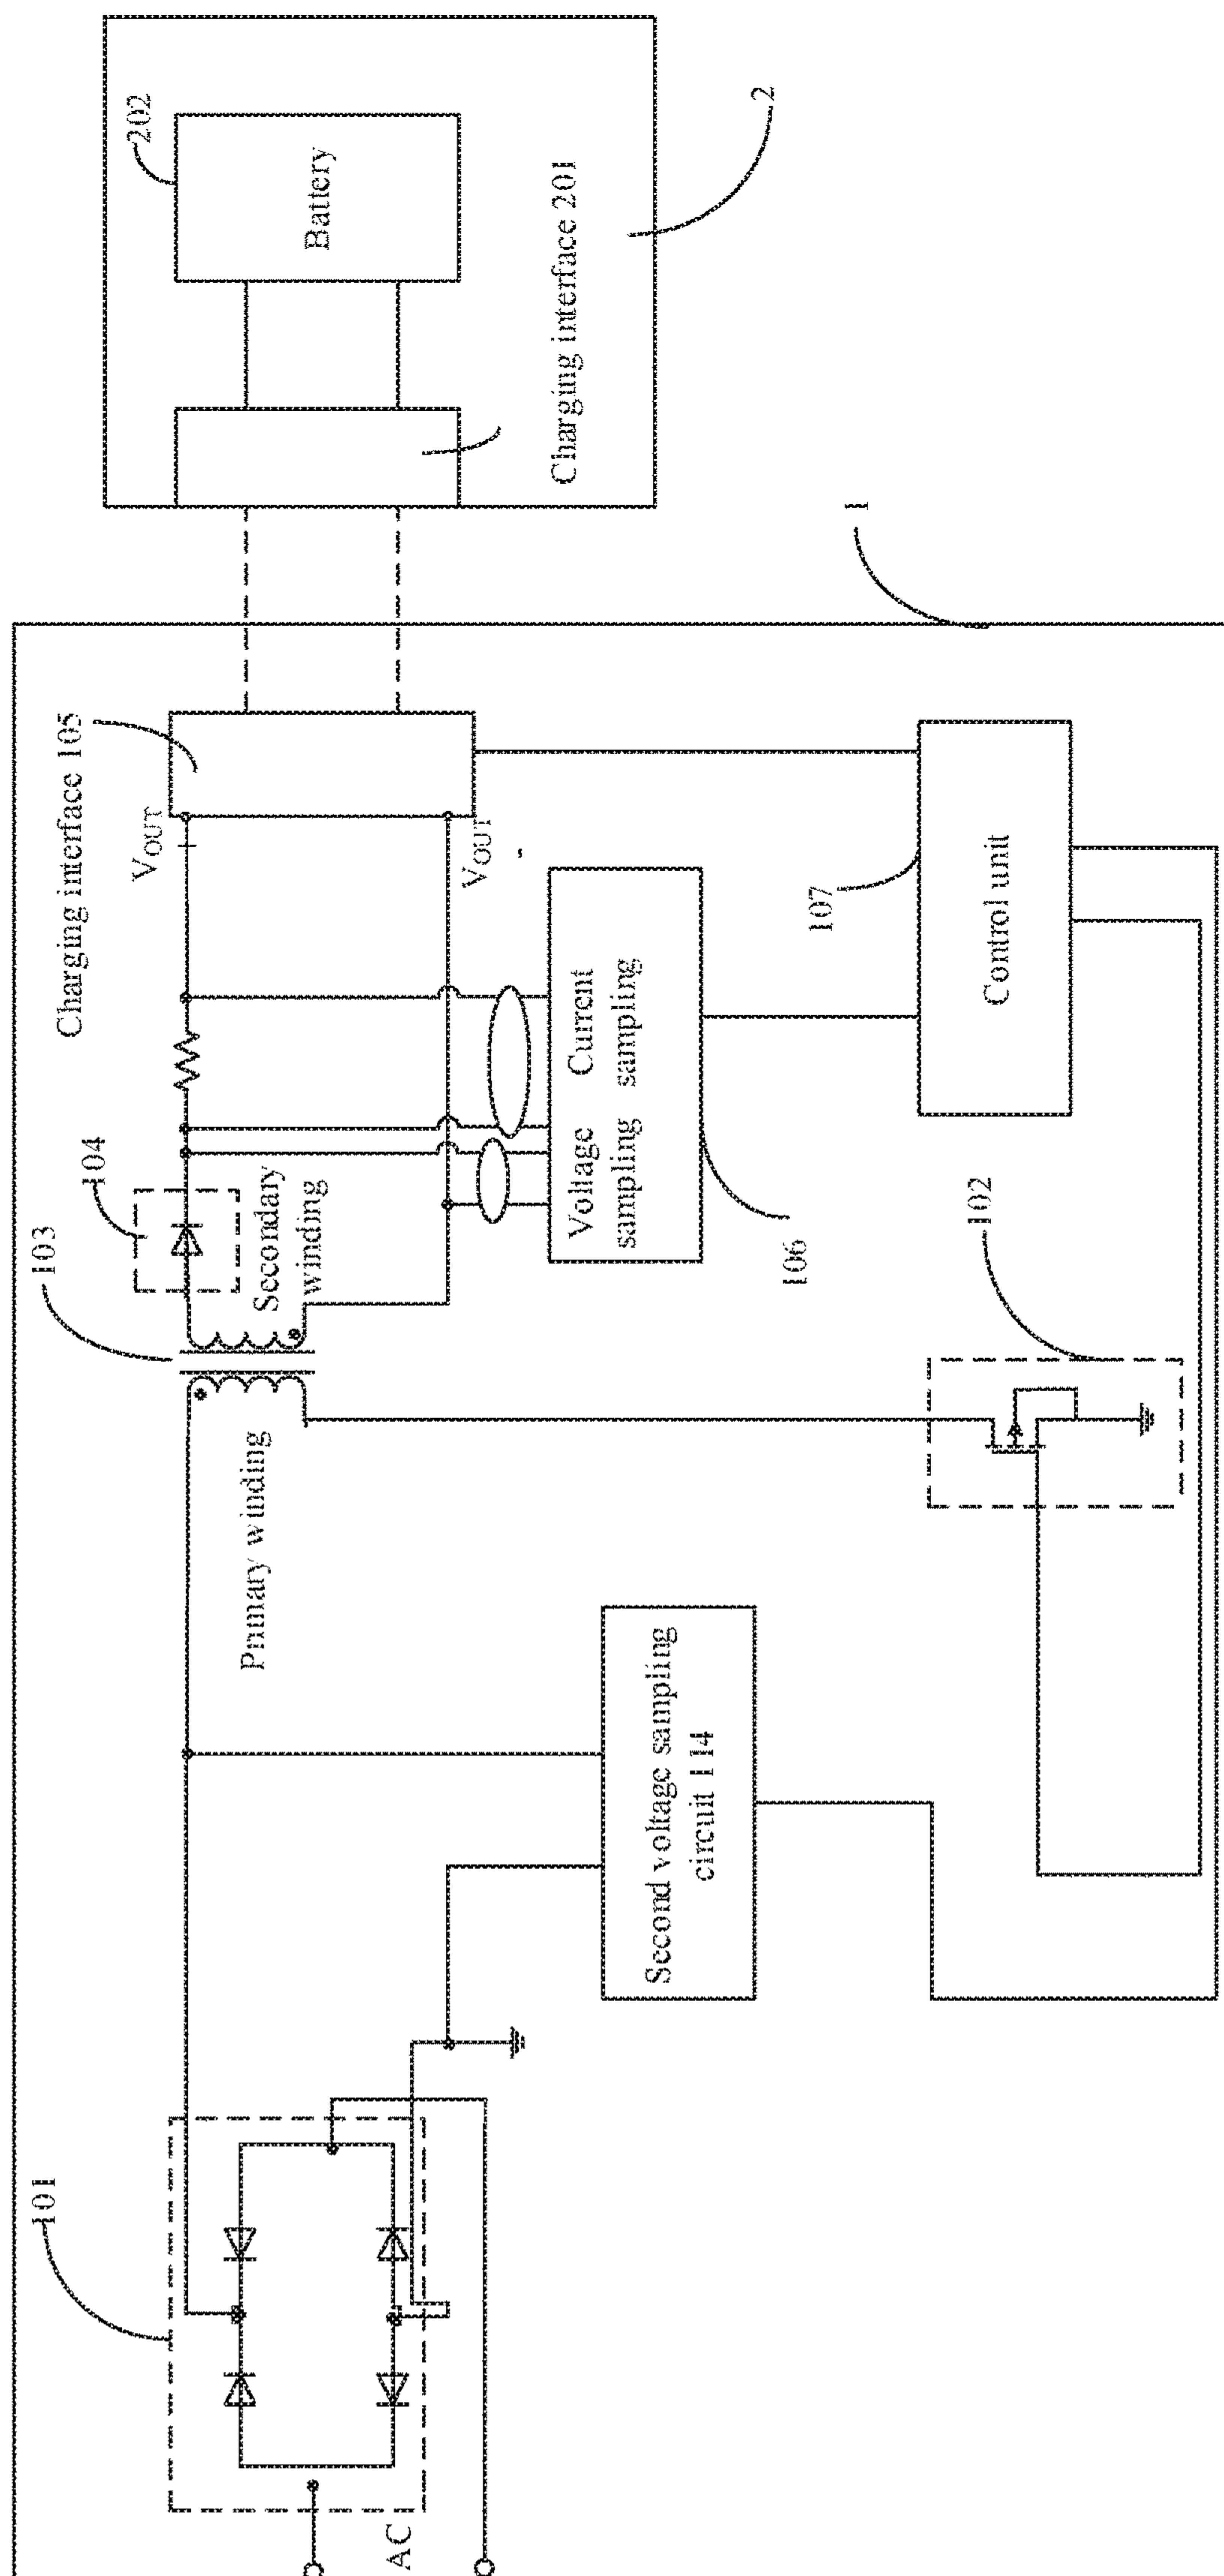 101
AC
Primary winding
103
104
Secondary
winding
Charging interface 105
VOUT
VOUT
Voltage
sampling
Current
sampling
106
Second voltage sampling
circuit 114
102
107
Control unit
1
202
Battery
Charging interface 201
2